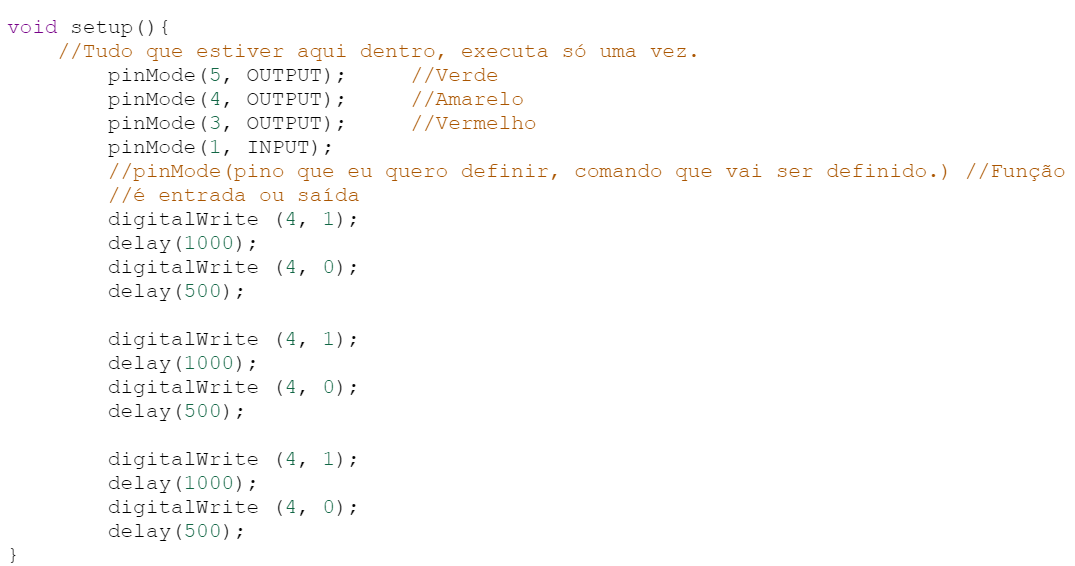 void setup(){
//Tudo que estiver aqui dentro, executa só uma vez.
pinMode(5, OUTPUT); //Verde
pinMode(4, OUTPUT); //Amarelo
pinMode(3, OUTPUT); //Vermelho
pinMode(1, INPUT);
//pinMode(pino que eu quero definir, comando que vai ser definido.) //Função
//é entrada ou saída
digitalWrite (4, 1);
delay(1000);
digitalWrite (4, 0);
delay(500);
digitalWrite (4, 1);
delay(1000);
digitalWrite (4, 0);
delay(500);
digitalWrite (4, 1);
delay(1000);
digitalWrite (4, 0);
delay(500);
}